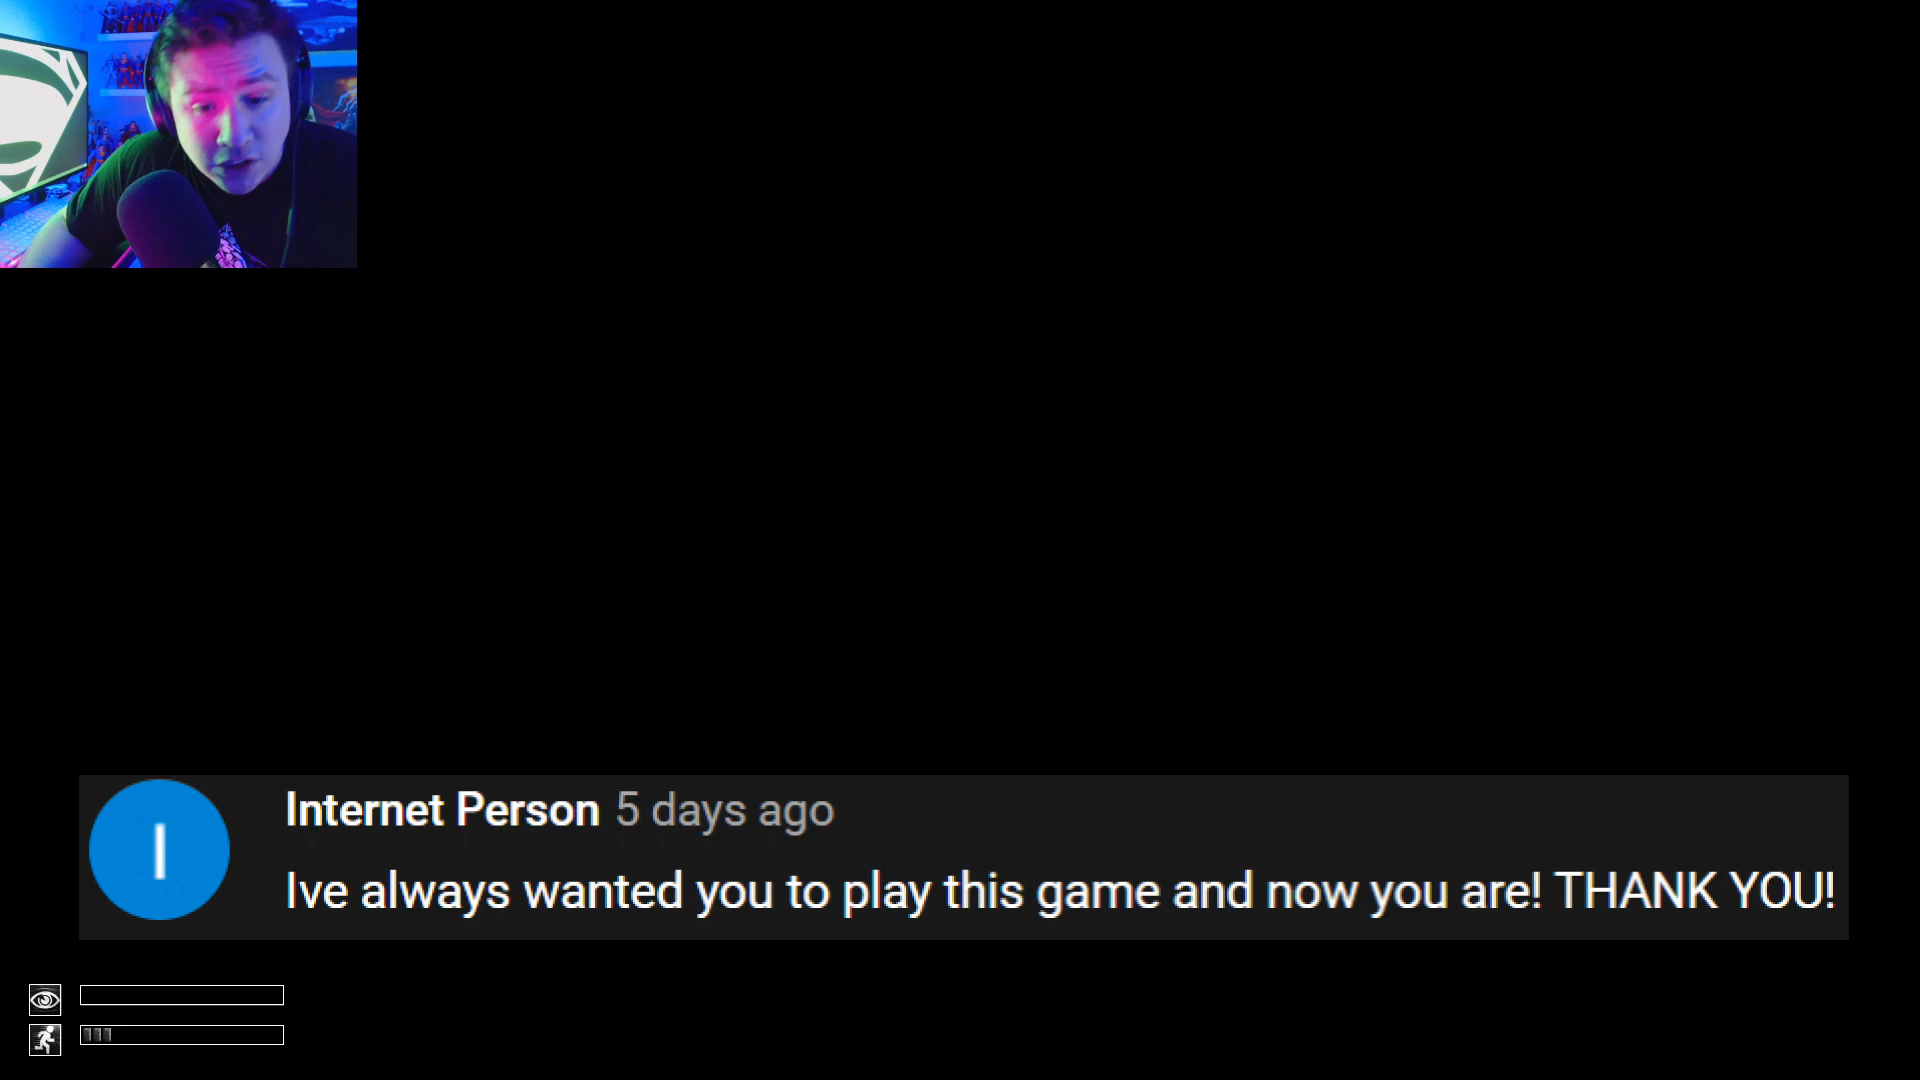 I
Internet Person 5 days ago
Ive always wanted you to play this game and now you are! THANK YOU!